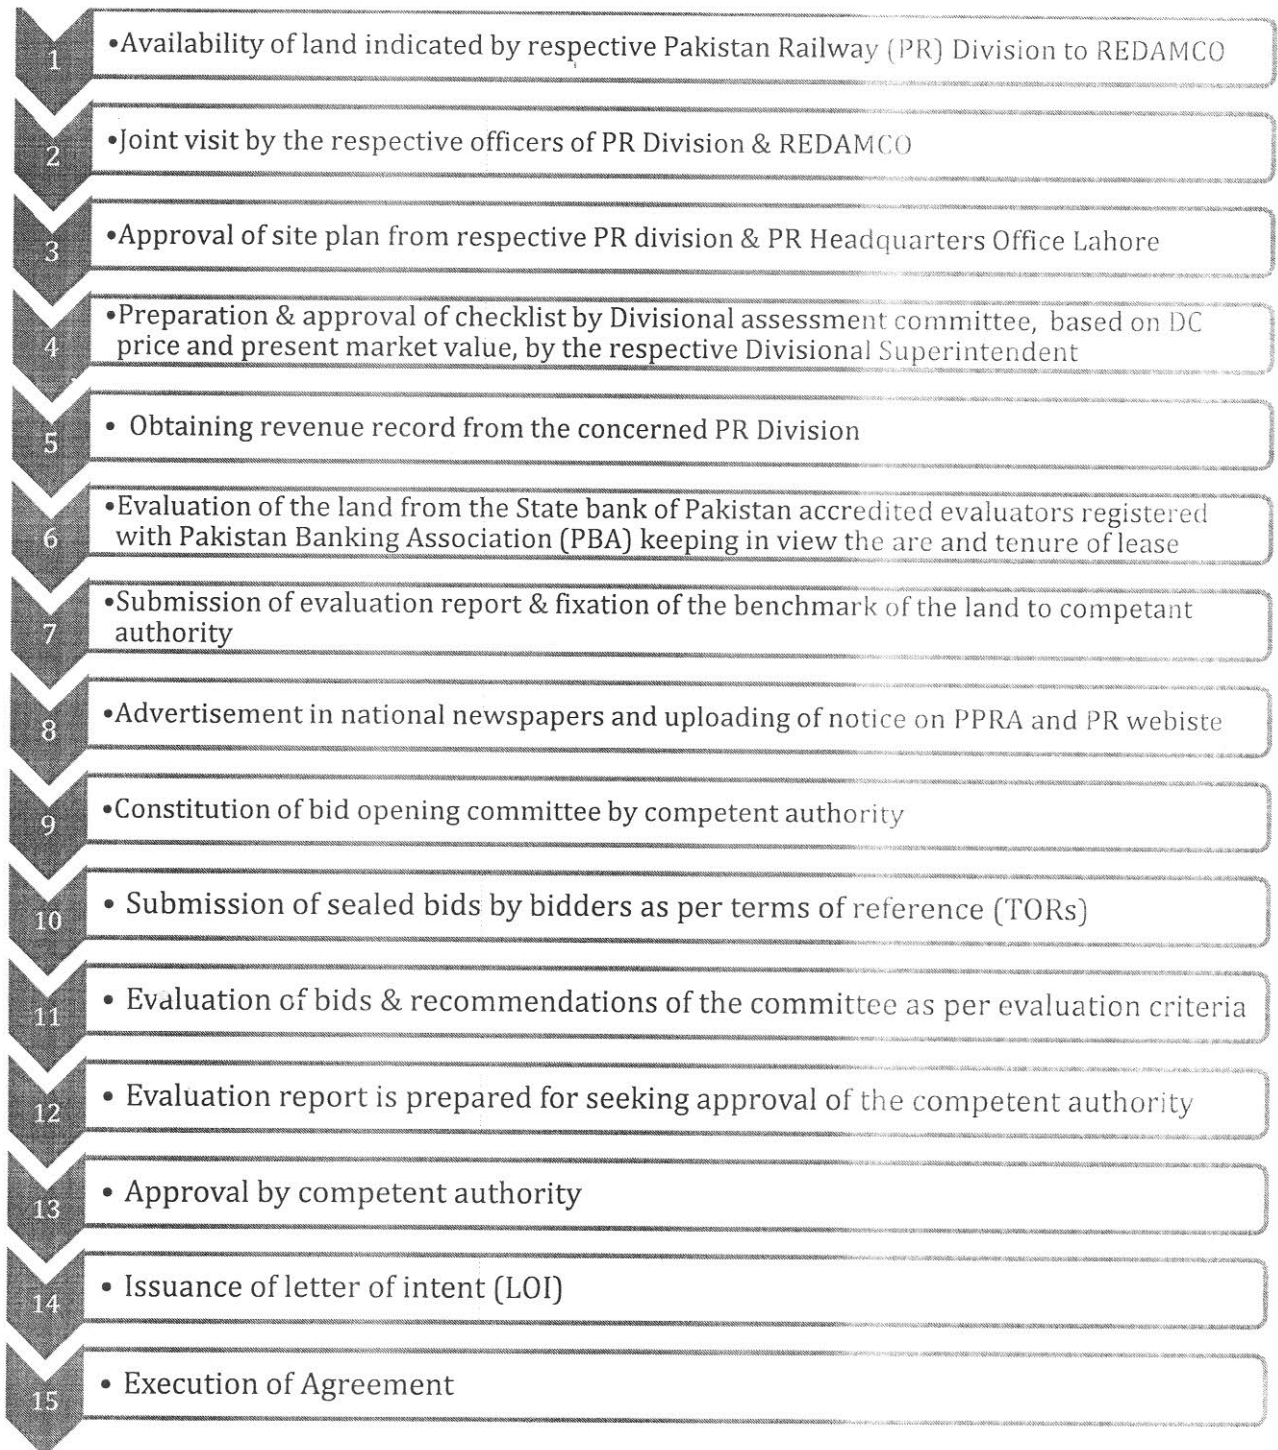 1
•Availability of land indicated by respective Pakistan Railway (PR) Division to REDAMCO
2
•Joint visit by the respective officers of PR Division & REDAMCO
3
•Approval of site plan from respective PR division & PR Headquarters Office Lahore
4
•Preparation & approval of checklist by Divisional assessment committee, based on DC
price and present market value, by the respective Divisional Superintendent
5
• Obtaining revenue record from the concerned PR Division
6
•Evaluation of the land from the State bank of Pakistan accredited evaluators registered
with Pakistan Banking Association (PBA) keeping in view the are and tenure of lease
7
•Submission of evaluation report & fixation of the benchmark of the land to competant
authority
8
•Advertisement in national newspapers and uploading of notice on PPRA and PR webiste
9
•Constitution of bid opening committee by competent authority
10
• Submission of sealed bids by bidders as per terms of reference (TORs)
11
• Evaluation of bids & recommendations of the committee as per evaluation criteria
12
• Evaluation report is prepared for seeking approval of the competent authority
13
• Approval by competent authority
14
• Issuance of letter of intent (LOI)
15
• Execution of Agreement